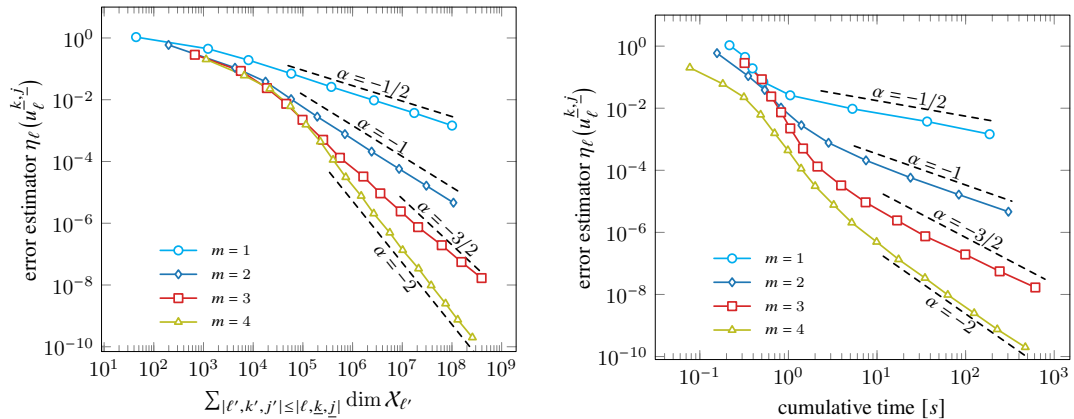 error estimator η_ℓ(u_ℓ^{k̲,j̲})
10^0
10^−2
10^−4
10^−6
10^−8
10^−10
10^1 10^2 10^3 10^4 10^5 10^6 10^7 10^8 10^9
∑_{|ℓ′,k′,j′|≤|ℓ,k̲,j̲|} dim 𝒳_{ℓ′}
α = −1/2
α = −1
α = −3/2
α = −2
m = 1
m = 2
m = 3
m = 4
error estimator η_ℓ(u_ℓ^{k̲,j̲})
10^0
10^−2
10^−4
10^−6
10^−8
10^−10
10^−1 10^0 10^1 10^2 10^3
cumulative time [s]
α = −1/2
α = −1
α = −3/2
α = −2
m = 1
m = 2
m = 3
m = 4